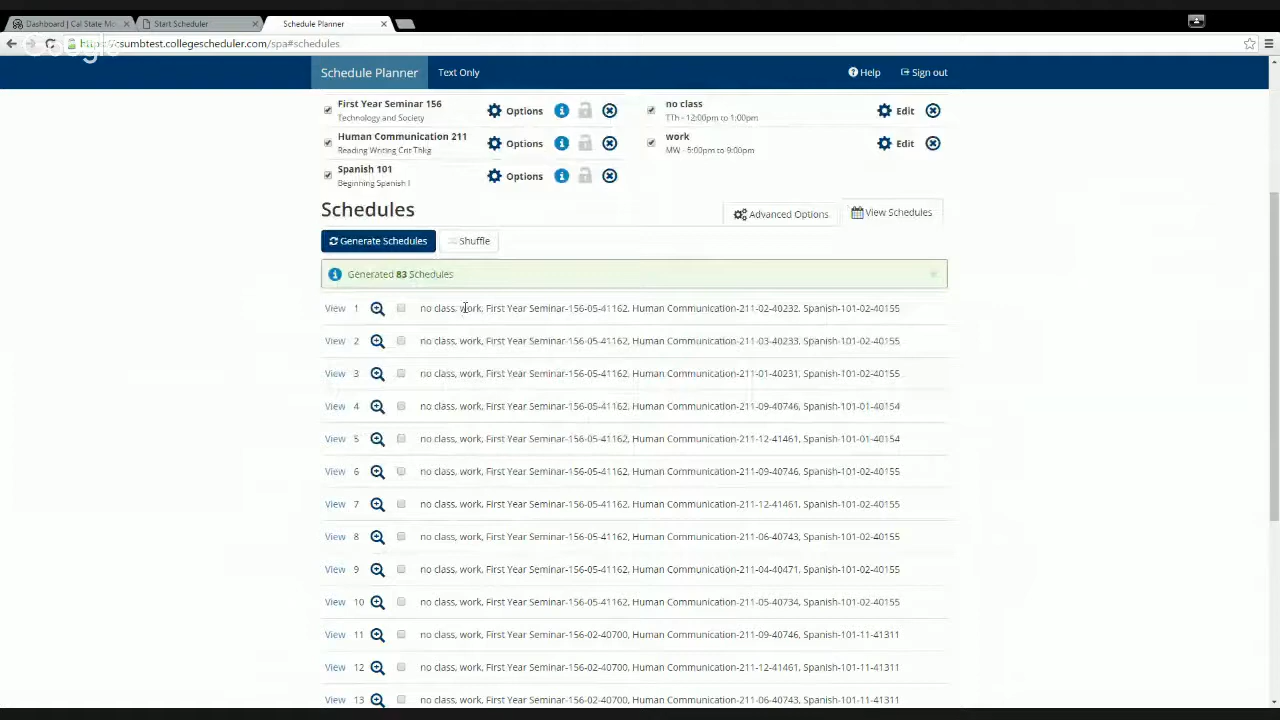 Dashboard | Cal State Mo
Start Scheduler
Schedule Planner
https://csumbtest.collegescheduler.com/spa#schedules
Google
Schedule Planner
Text Only
Help
Sign out
First Year Seminar 156
Technology and Society
Options
no class
TTh - 12:00pm to 1:00pm
Edit
Human Communication 211
Reading Writing Crit Thkg
Options
work
MW - 5:00pm to 9:00pm
Edit
Spanish 101
Beginning Spanish I
Options
Schedules
Advanced Options
View Schedules
Generate Schedules
Shuffle
Generated 83 Schedules
View 1 no class, work, First Year Seminar-156-05-41162, Human Communication-211-02-40232, Spanish-101-02-40155
View 2 no class, work, First Year Seminar-156-05-41162, Human Communication-211-03-40233, Spanish-101-02-40155
View 3 no class, work, First Year Seminar-156-05-41162, Human Communication-211-01-40231, Spanish-101-02-40155
View 4 no class, work, First Year Seminar-156-05-41162, Human Communication-211-09-40746, Spanish-101-01-40154
View 5 no class, work, First Year Seminar-156-05-41162, Human Communication-211-12-41461, Spanish-101-01-40154
View 6 no class, work, First Year Seminar-156-05-41162, Human Communication-211-09-40746, Spanish-101-02-40155
View 7 no class, work, First Year Seminar-156-05-41162, Human Communication-211-12-41461, Spanish-101-02-40155
View 8 no class, work, First Year Seminar-156-05-41162, Human Communication-211-06-40743, Spanish-101-02-40155
View 9 no class, work, First Year Seminar-156-05-41162, Human Communication-211-04-40471, Spanish-101-02-40155
View 10 no class, work, First Year Seminar-156-05-41162, Human Communication-211-05-40734, Spanish-101-02-40155
View 11 no class, work, First Year Seminar-156-02-40700, Human Communication-211-09-40746, Spanish-101-11-41311
View 12 no class, work, First Year Seminar-156-02-40700, Human Communication-211-12-41461, Spanish-101-11-41311
View 13 no class, work, First Year Seminar-156-02-40700, Human Communication-211-06-40743, Spanish-101-11-41311